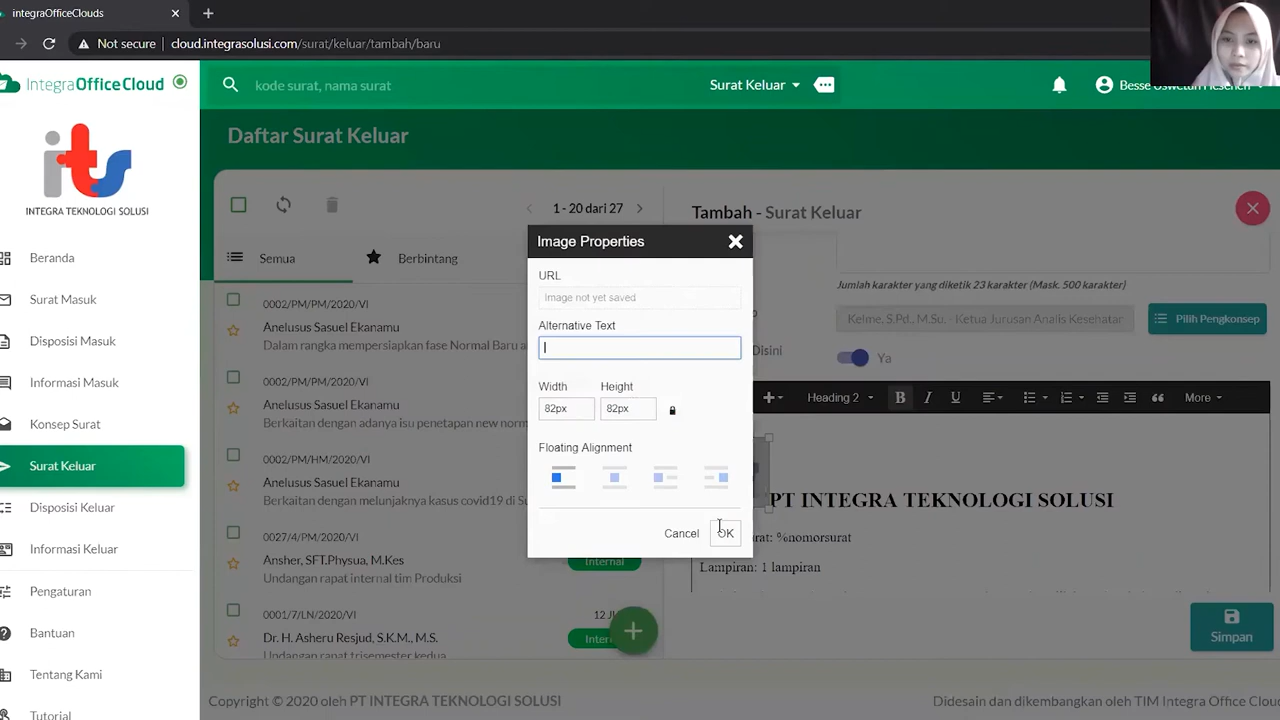 integraOfficeClouds
Not secure
cloud.integrasolusi.com/surat/keluar/tambah/baru
IntegraOfficeCloud
kode surat, nama surat
Surat Keluar
Besse
its
INTEGRA TEKNOLOGI SOLUSI
Beranda
Surat Masuk
Disposisi Masuk
Informasi Masuk
Konsep Surat
Surat Keluar
Disposisi Keluar
Informasi Keluar
Pengaturan
Bantuan
Tentang Kami
Tutorial
Daftar Surat Keluar
1 - 20 dari 27
Semua
Berbintang
0002/PM/PM/2020/VI
Anelusus Sasuel Ekanamu
Dalam rangka mempersiapkan fase Normal Baru
0002/PM/PM/2020/VI
Anelusus Sasuel Ekanamu
Berkaitan dengan adanya isu penetapan new
0002/PM/HM/2020/VI
Anelusus Sasuel Ekanamu
Berkaitan dengan melunjaknya kasus covid19 di
0027/4/PM/LN/2020/VI
Ansher, SFT.Physua, M.Kes
Internal
Undangan rapat internal tim Produksi
0001/7/LN/2020/VI
12
Dr. H. Asheru Resjud, S.K.M., M.S.
Undangan rapat trisemester kedua
Image Properties
URL
Image not yet saved
Alternative Text
Width
Height
82px
82px
Floating Alignment
Cancel
OK
Tambah - Surat Keluar
Jumlah karakter yang diketik 23 karakter (Mask. 500 karakter)
Kelme, S.Pd., M.Su. - Ketua Jurusan Analis Kesehatan
Pilih Pengkonsep
Disini
Ya
Heading 2
B
I
U
More
PT INTEGRA TEKNOLOGI SOLUSI
%nomorsurat
Lampiran: 1 lampiran
Simpan
Copyright © 2020 oleh PT INTEGRA TEKNOLOGI SOLUSI
Didesain dan dikembangkan oleh TIM Integra Office